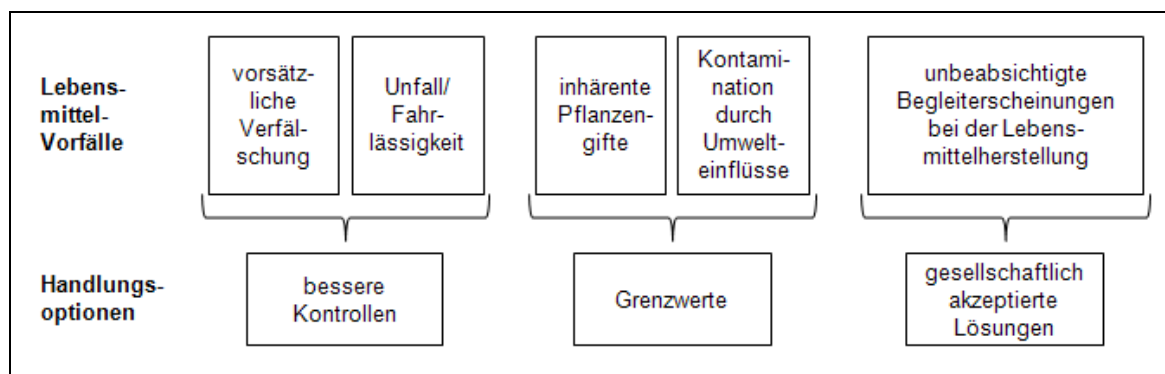 Lebens-
mittel-
Vorfälle
vorsätz-
liche
Verfäl-
schung
Unfall/
Fahr-
lässigkeit
inhärente
Pflanzen-
gifte
Kontami-
nation
durch
Umwelt-
einflüsse
unbeabsichtigte
Begleiterscheinungen
bei der Lebens-
mittelherstellung
Handlungs-
optionen
bessere
Kontrollen
Grenzwerte
gesellschaftlich
akzeptierte
Lösungen